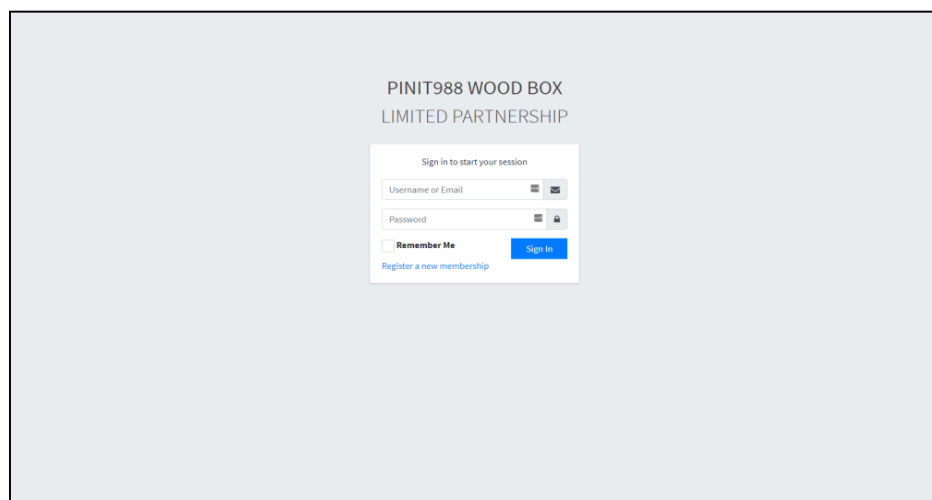 PINIT988 WOOD BOX
LIMITED PARTNERSHIP
Sign in to start your session
Username or Email
Password
Remember Me
Sign In
Register a new membership